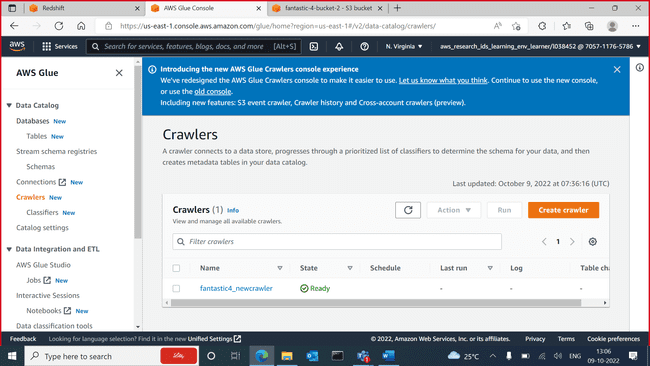 Redshift
AWS Glue Console
fantastic-4-bucket-2 - S3 bucket
https://us-east-1.console.aws.amazon.com/glue/home?region=us-east-1#/v2/data-catalog/crawlers/
aws
Services
Search for services, features, blogs, docs, and more
[Alt+S]
N. Virginia
aws_research_ids_learning_env_learner/l038452 @ 7057-1176-5786
AWS Glue
Data Catalog
Databases New
Tables New
Stream schema registries
Schemas
Connections New
Crawlers New
Classifiers New
Catalog settings
Data Integration and ETL
AWS Glue Studio
Jobs New
Interactive Sessions
Notebooks New
Data classification tools
Introducing the new AWS Glue Crawlers console experience
We've redesigned the AWS Glue Crawlers console to make it easier to use. Let us know what you think. Continue to use the new console,
or use the old console.
Including new features: S3 event crawler, Crawler history and Cross-account crawlers (preview).
Crawlers
A crawler connects to a data store, progresses through a prioritized list of classifiers to determine the schema for your data, and then
creates metadata tables in your data catalog.
Last updated: October 9, 2022 at 07:36:16 (UTC)
Crawlers (1) Info
View and manage all available crawlers.
Action
Run
Create crawler
Filter crawlers
1
Name State Schedule Last run Log Table cha
fantastic4_newcrawler Ready - - -
Feedback
Looking for language selection? Find it in the new Unified Settings
© 2022, Amazon Web Services, Inc. or its affiliates.
Privacy Terms Cookie preferences
Type here to search
25°C
ENG
13:06
09-10-2022